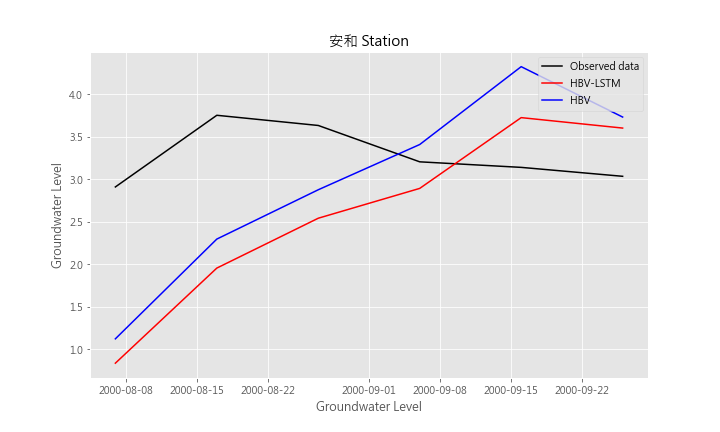 安和 Station
Observed data
HBV-LSTM
HBV
Groundwater Level
4.0
3.5
3.0
2.5
2.0
1.5
1.0
2000-08-08 2000-08-15 2000-08-22 2000-09-01 2000-09-08 2000-09-15 2000-09-22
Groundwater Level